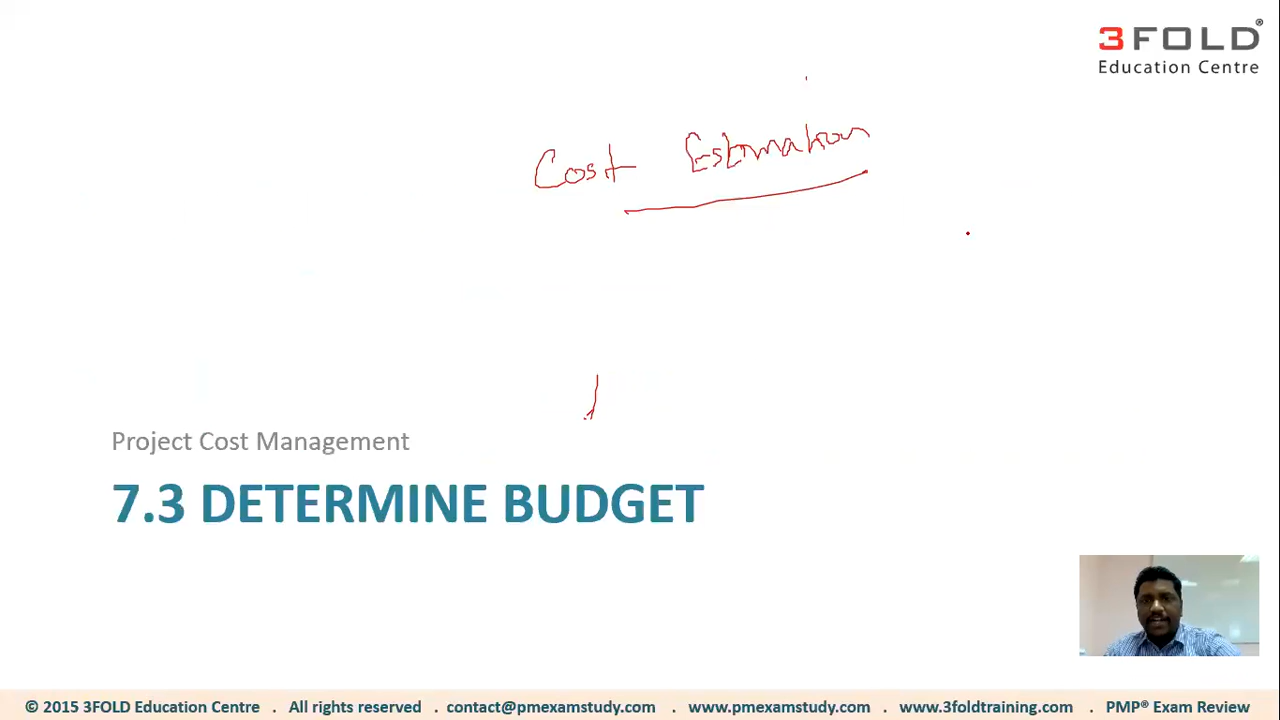 3FOLD®
Education Centre
Cost Estimation
Project Cost Management
7.3 DETERMINE BUDGET
© 2015 3FOLD Education Centre . All rights reserved . contact@pmexamstudy.com . www.pmexamstudy.com . www.3foldtraining.com . PMP® Exam Review